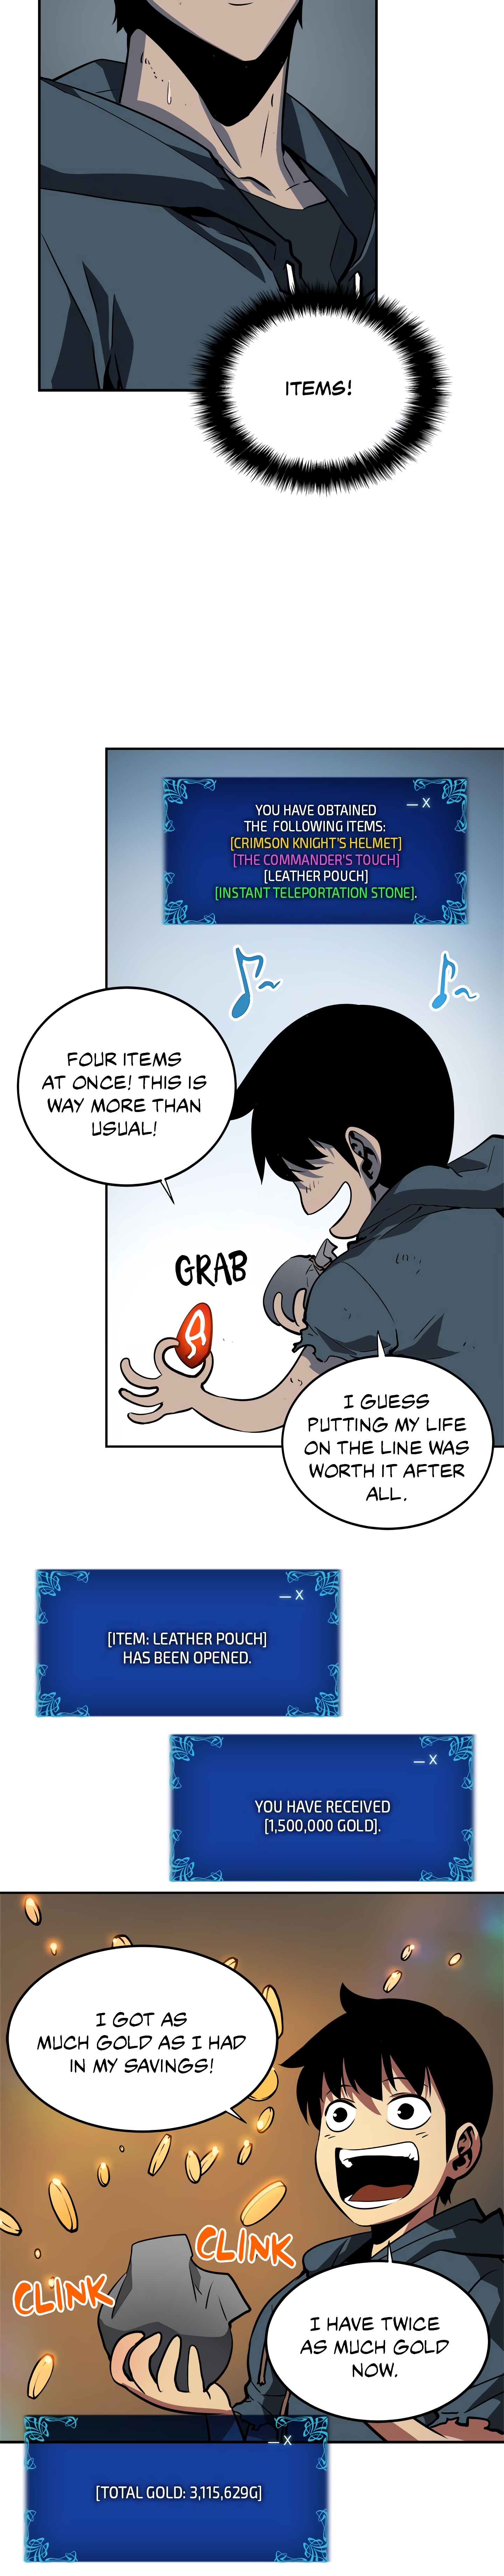 ITEMS!
— X
YOU HAVE OBTAINED
THE FOLLOWING ITEMS:
[CRIMSON KNIGHT'S HELMET]
[THE COMMANDER'S TOUCH]
[LEATHER POUCH]
[INSTANT TELEPORTATION STONE].
FOUR ITEMS
AT ONCE! THIS IS
WAY MORE THAN
USUAL!
GRAB
I GUESS
PUTTING MY LIFE
ON THE LINE WAS
WORTH IT AFTER
ALL.
— X
[ITEM: LEATHER POUCH]
HAS BEEN OPENED.
— X
YOU HAVE RECEIVED
[1,500,000 GOLD].
I GOT AS
MUCH GOLD AS I HAD
IN MY SAVINGS!
CLINK
CLINK
I HAVE TWICE
AS MUCH GOLD
NOW.
— X
[TOTAL GOLD: 3,115,629G]